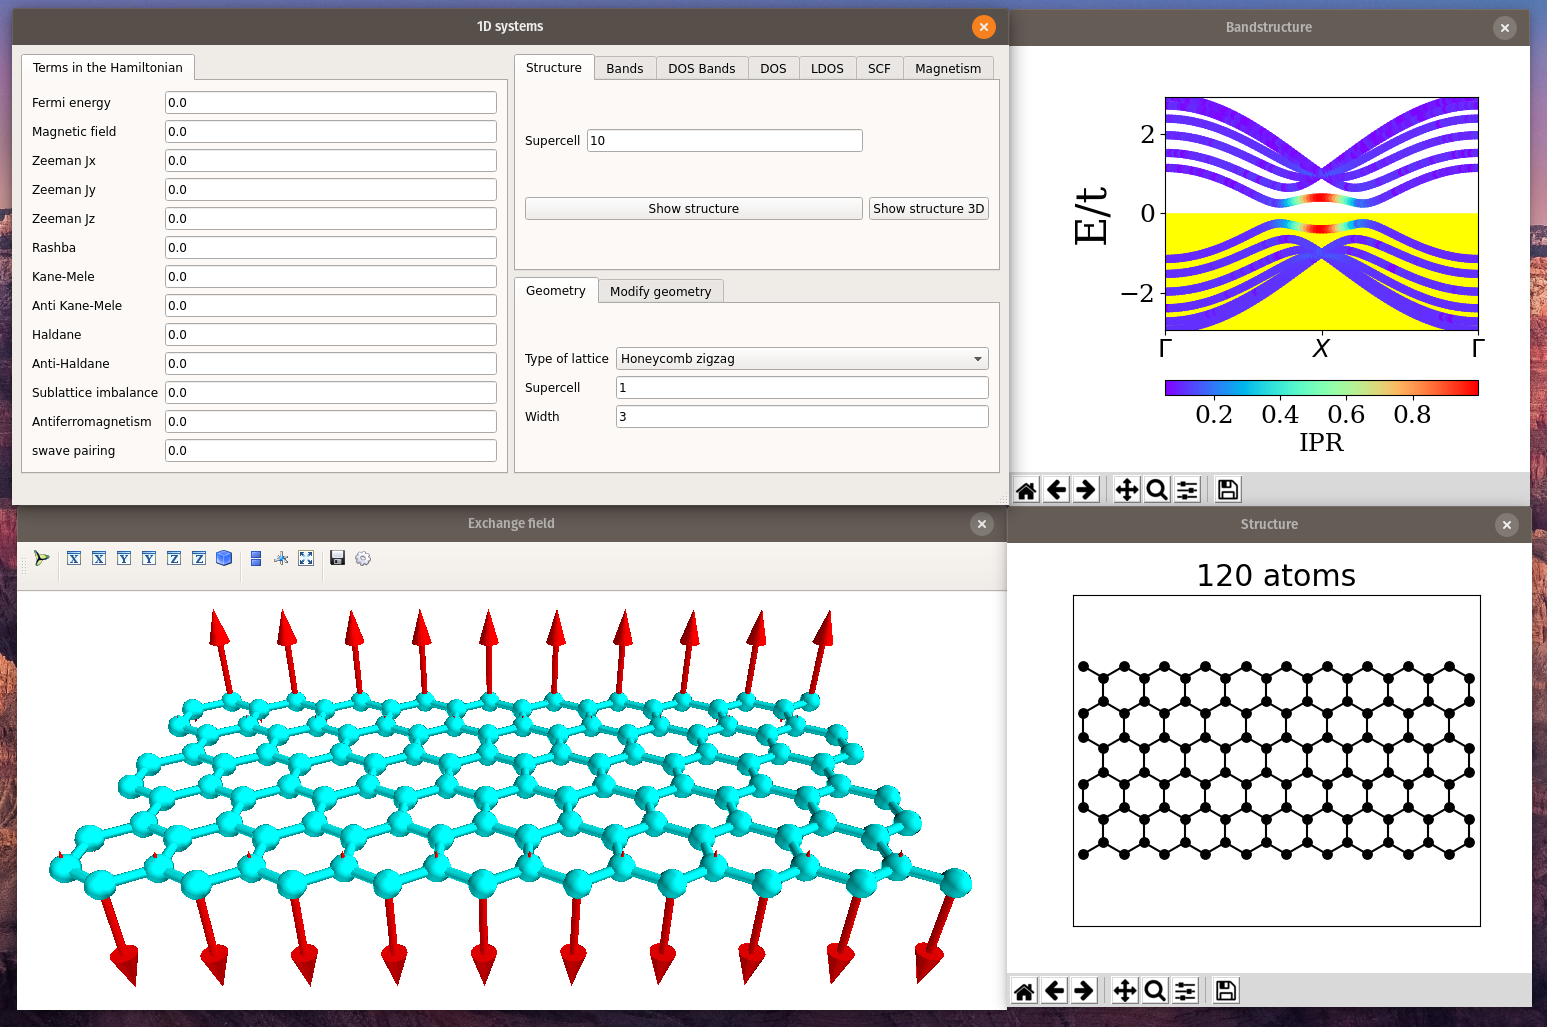 1D systems
Terms in the Hamiltonian
Fermi energy 0.0
Magnetic field 0.0
Zeeman Jx 0.0
Zeeman Jy 0.0
Zeeman Jz 0.0
Rashba 0.0
Kane-Mele 0.0
Anti Kane-Mele 0.0
Haldane 0.0
Anti-Haldane 0.0
Sublattice imbalance 0.0
Antiferromagnetism 0.0
swave pairing 0.0
Structure Bands DOS Bands DOS LDOS SCF Magnetism
Supercell 10
Show structure Show structure 3D
Geometry Modify geometry
Type of lattice Honeycomb zigzag
Supercell 1
Width 3
Bandstructure
E/t
2
0
−2
Γ X Γ
0.2 0.4 0.6 0.8
IPR
Exchange field
X X Y Y Z Z
Structure
120 atoms